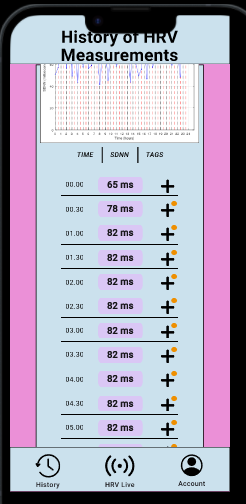 History of HRV
Measurements
Time (hours)
TIME SDNN TAGS
00.00 65 ms +
00.30 78 ms +
01.00 82 ms +
01.30 82 ms +
02.00 82 ms +
02.30 82 ms +
03.00 82 ms +
03.30 82 ms +
04.00 82 ms +
04.30 82 ms +
05.00 82 ms +
History HRV Live Account